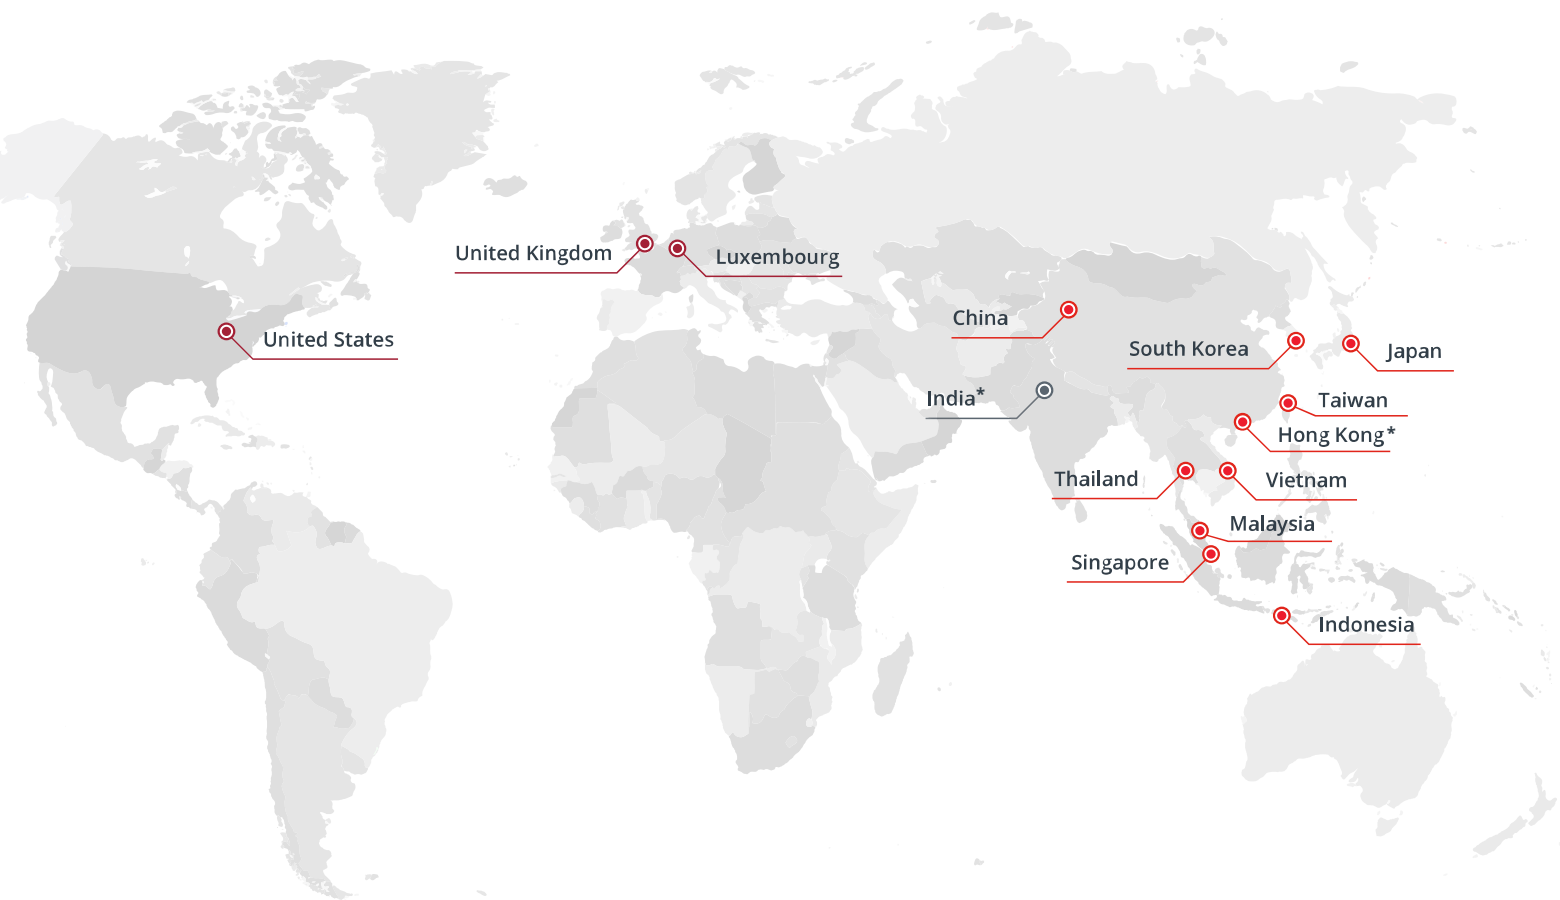 United Kingdom
Luxembourg
China
United States
South Korea
Japan
India*
Taiwan
Hong Kong*
Thailand
Vietnam
Malaysia
Singapore
Indonesia